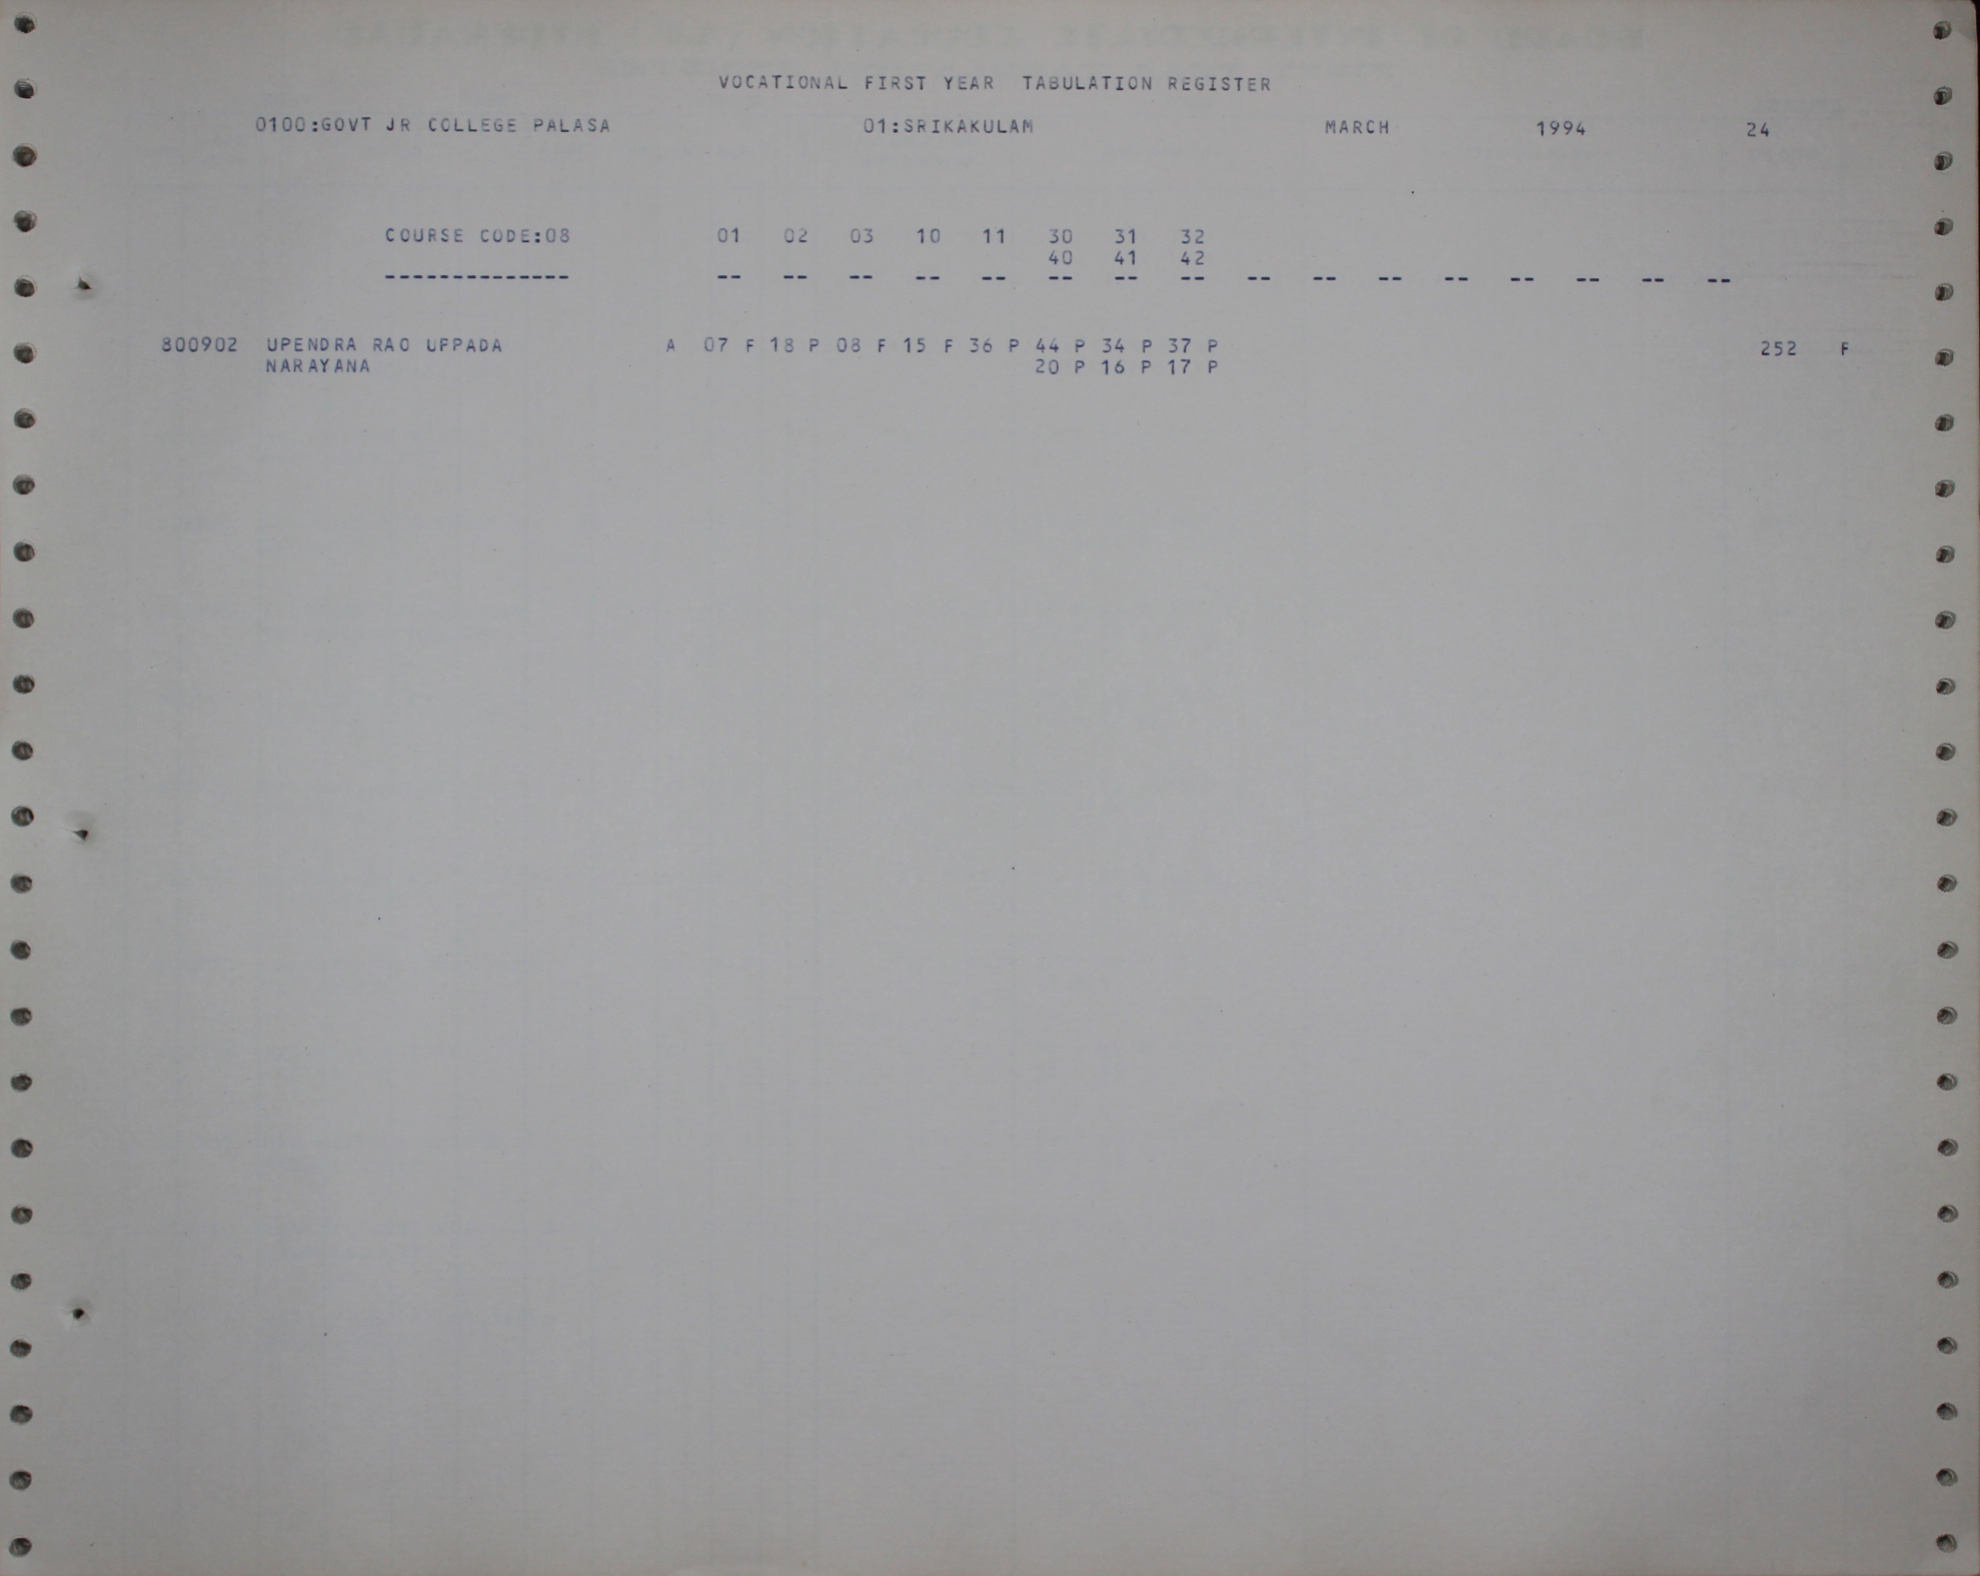 VOCATIONAL FIRST YEAR TABULATION REGISTER
0100:GOVT JR COLLEGE PALASA 01:SRIKAKULAM MARCH 1994 24
COURSE CODE:08 01 02 03 10 11 30 31 32
40 41 42
-------------- -- -- -- -- -- -- -- -- -- -- -- -- -- -- -- --
800902 UPENDRA RAO UPPADA A 07 F 18 P 08 F 15 F 36 P 44 P 34 P 37 P 252 F
NARAYANA 20 P 16 P 17 P